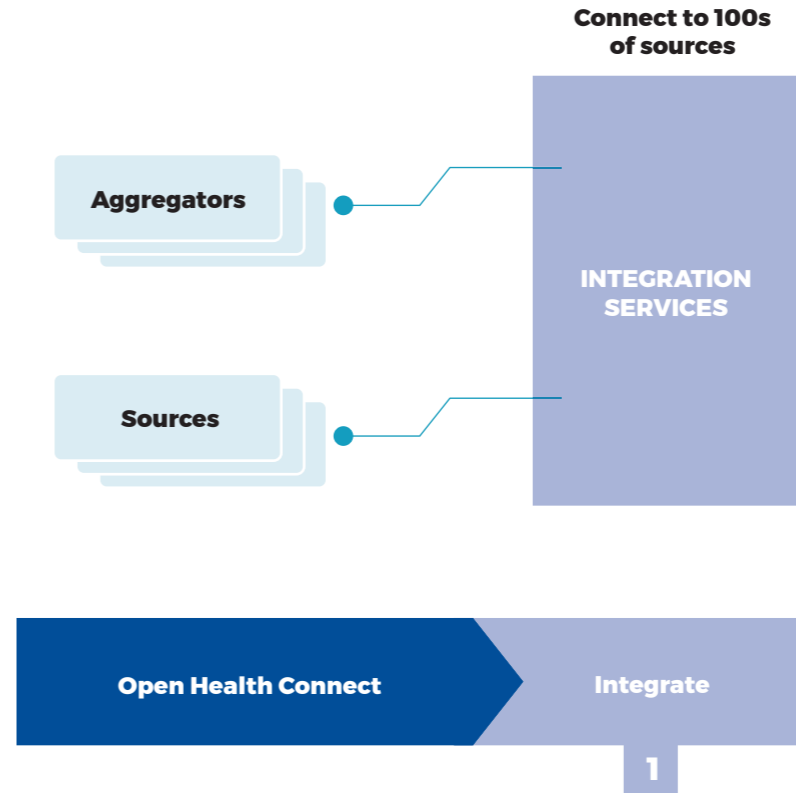 Connect to 100s
of sources
Aggregators
INTEGRATION
SERVICES
Sources
Open Health Connect
Integrate
1